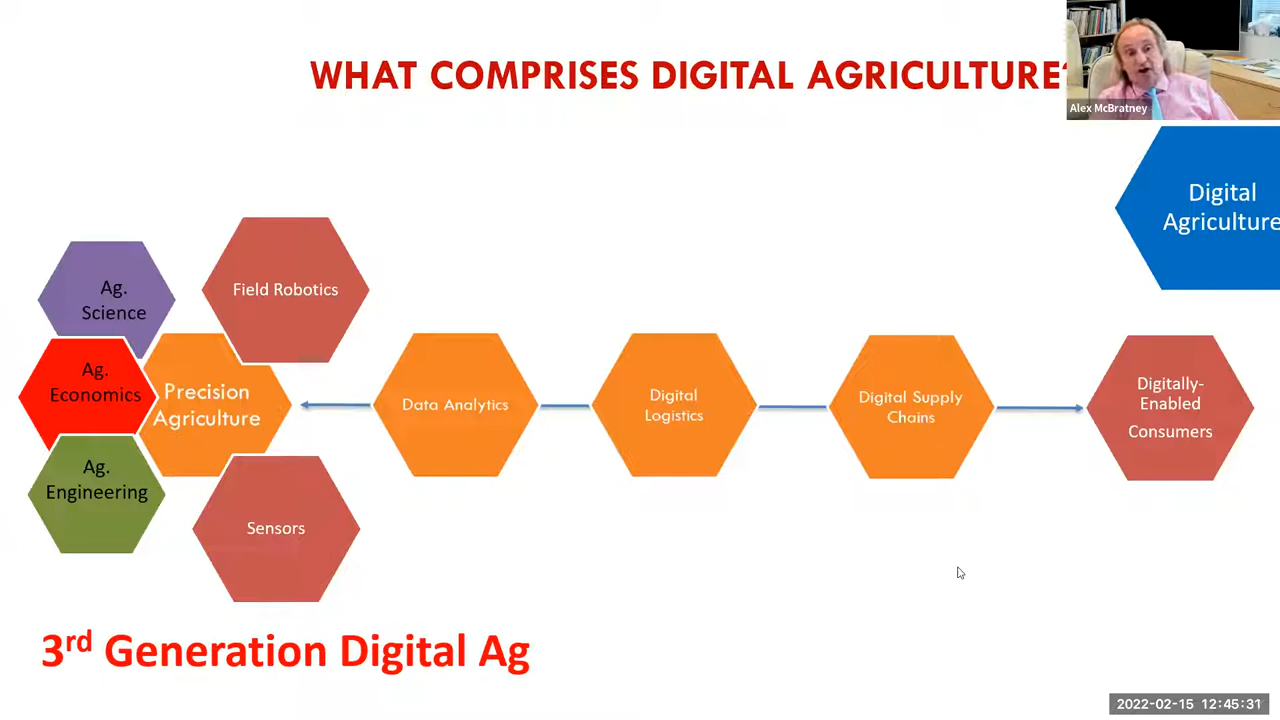 WHAT COMPRISES DIGITAL AGRICULTURE?
Alex McBratney
Digital
Agriculture
Field Robotics
Ag.
Science
Ag.
Economics
Precision
Agriculture
Ag.
Engineering
Sensors
Data Analytics
Digital
Logistics
Digital Supply
Chains
Digitally-
Enabled
Consumers
3rd Generation Digital Ag
2022-02-15 12:45:31